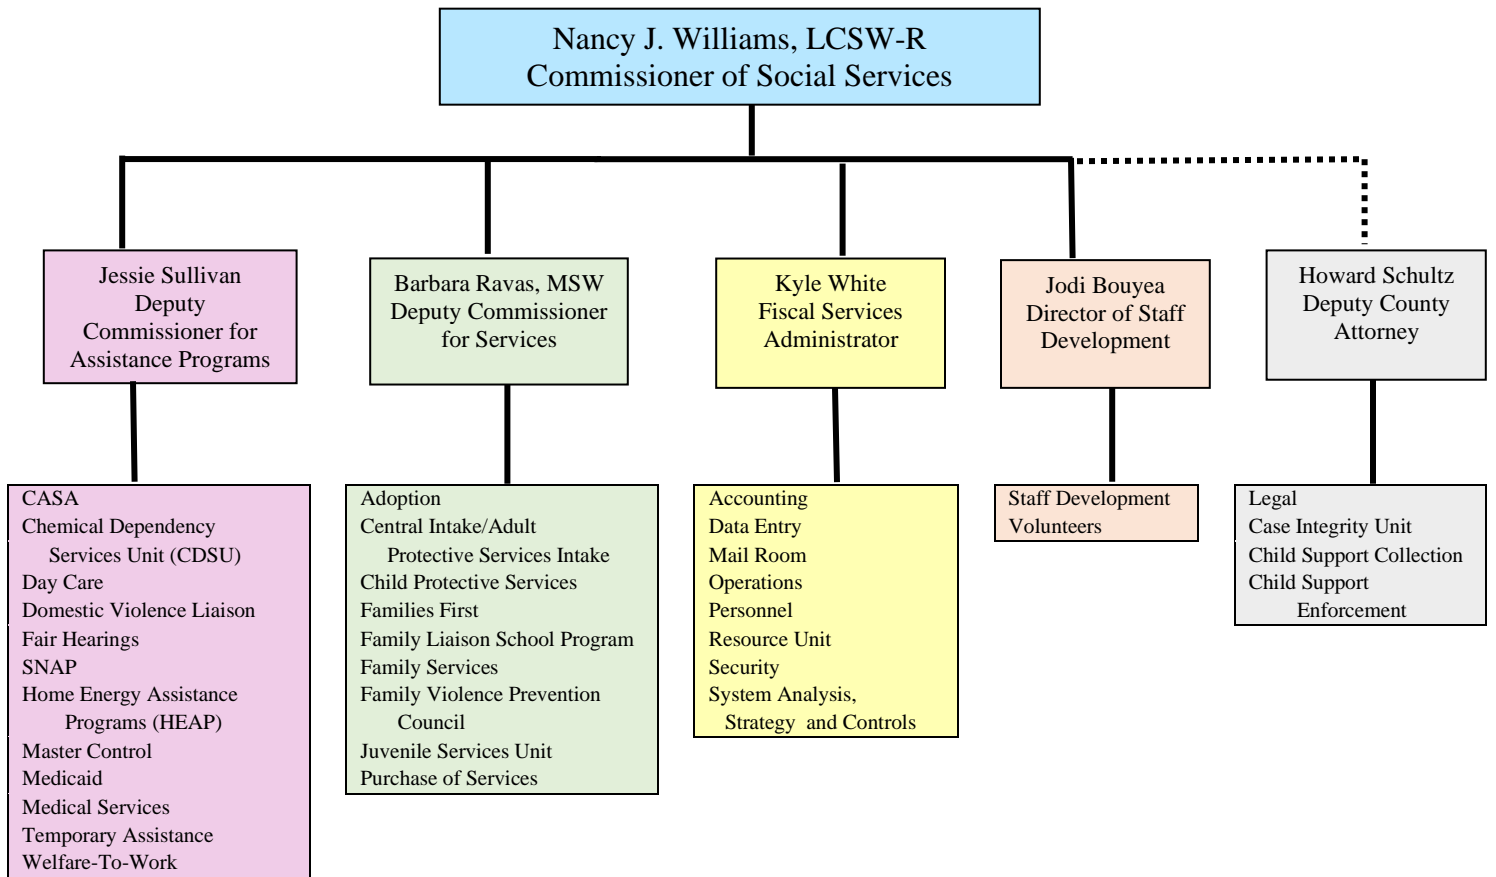 Nancy J. Williams, LCSW-R
Commissioner of Social Services
Jessie Sullivan
Deputy
Commissioner for
Assistance Programs
Barbara Ravas, MSW
Deputy Commissioner
for Services
Kyle White
Fiscal Services
Administrator
Jodi Bouyea
Director of Staff
Development
Howard Schultz
Deputy County
Attorney
CASA
Chemical Dependency
Services Unit (CDSU)
Day Care
Domestic Violence Liaison
Fair Hearings
SNAP
Home Energy Assistance
Programs (HEAP)
Master Control
Medicaid
Medical Services
Temporary Assistance
Welfare-To-Work
Adoption
Central Intake/Adult
Protective Services Intake
Child Protective Services
Families First
Family Liaison School Program
Family Services
Family Violence Prevention
Council
Juvenile Services Unit
Purchase of Services
Accounting
Data Entry
Mail Room
Operations
Personnel
Resource Unit
Security
System Analysis,
Strategy and Controls
Staff Development
Volunteers
Legal
Case Integrity Unit
Child Support Collection
Child Support
Enforcement